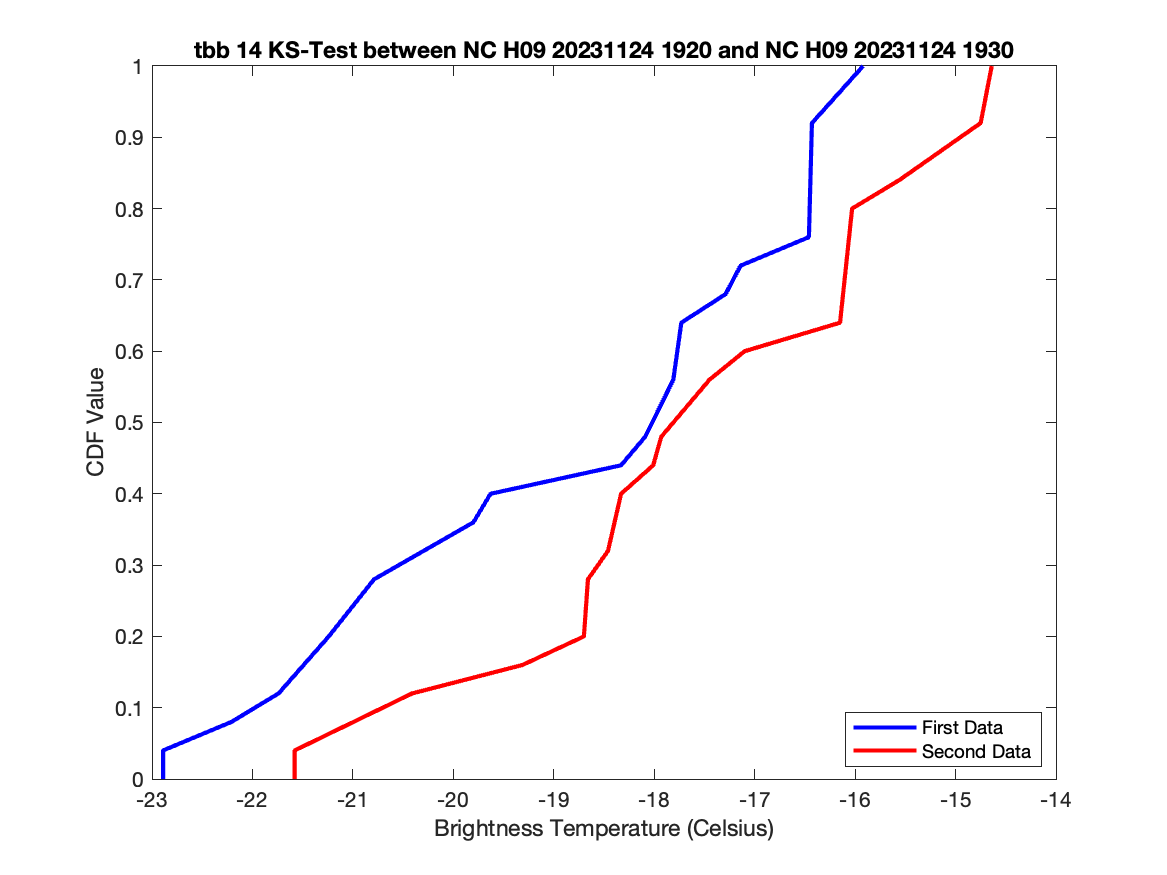 tbb 14 KS-Test between NC H09 20231124 1920 and NC H09 20231124 1930
1
0.9
0.8
0.7
0.6
0.5
0.4
0.3
0.2
0.1
0
CDF Value
First Data
Second Data
-23 -22 -21 -20 -19 -18 -17 -16 -15 -14
Brightness Temperature (Celsius)